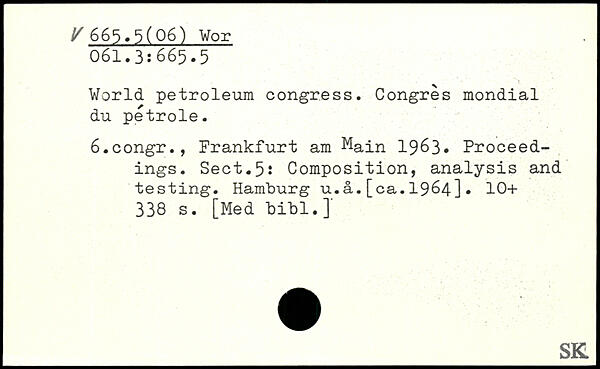 V 665.5(06) Wor
061.3:665.5
World petroleum congress. Congrès mondial
du pétrole.
6.congr., Frankfurt am Main 1963. Proceed-
ings. Sect.5: Composition, analysis and
testing. Hamburg u.å.[ca.1964]. 10+
338 s. [Med bibl.]
SK